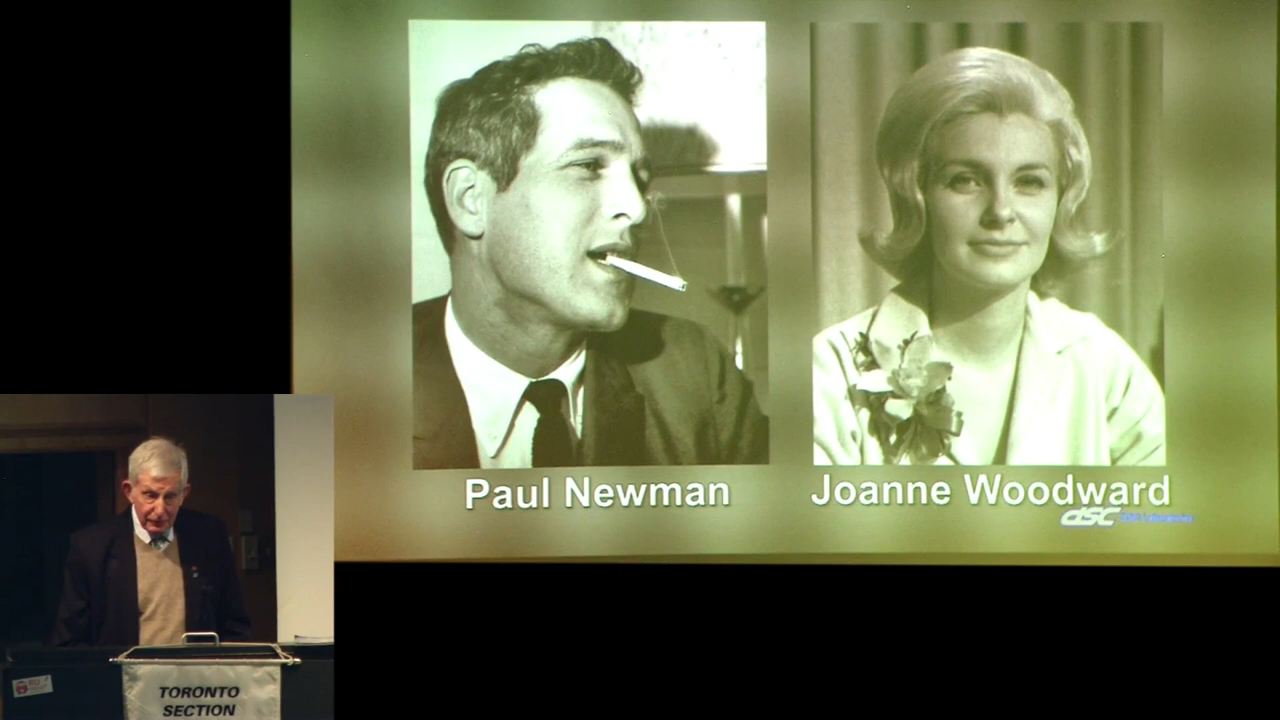 Paul Newman
Joanne Woodward
dsc
TORONTO
SECTION